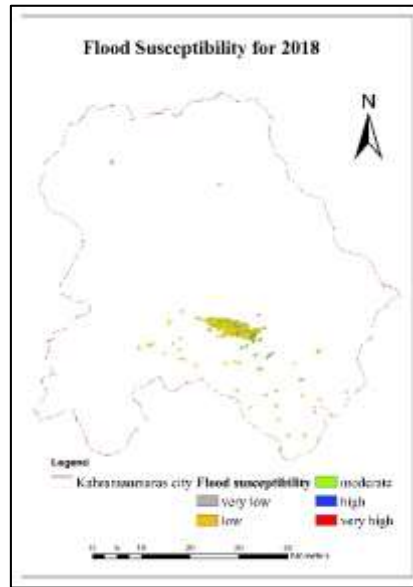 Flood Susceptibility for 2018
N
Legend
Kahramanmaras city Flood susceptibility moderate
very low high
low very high